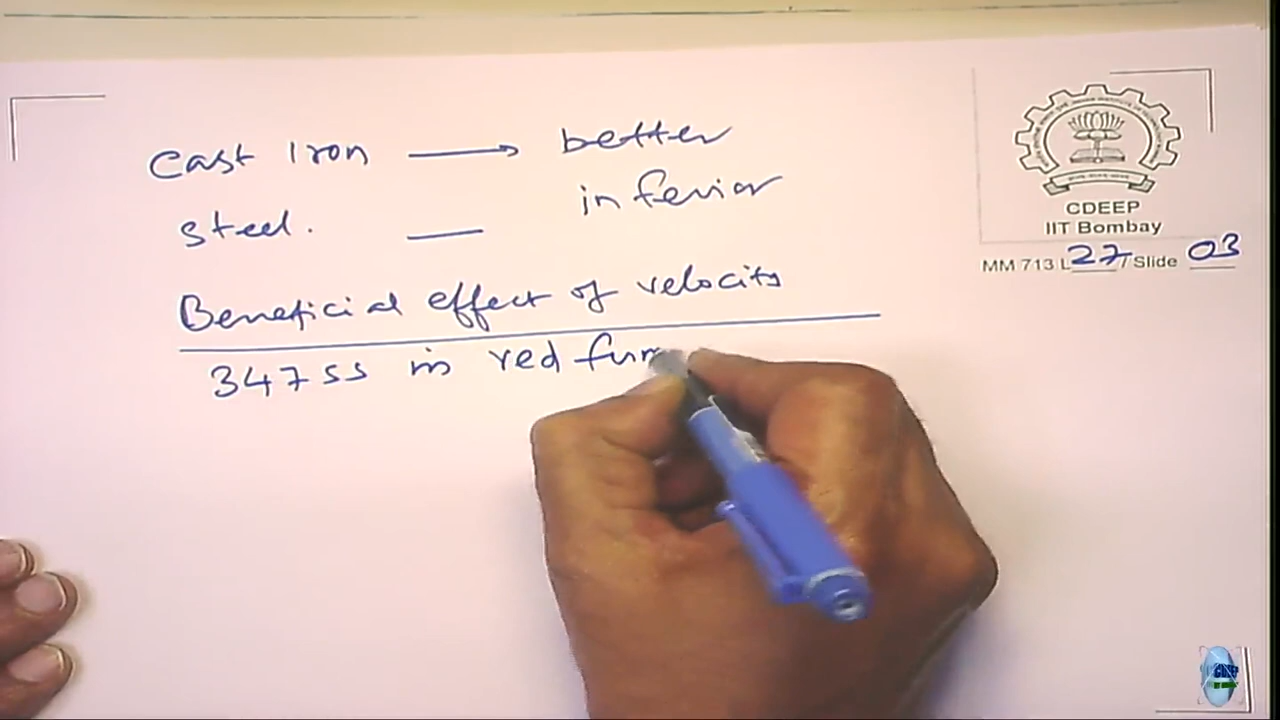 cast Iron → better
steel. — inferior
Beneficial effect of velocity
347 SS in red fum
CDEEP
IIT Bombay
MM 713 L 27 / Slide 03